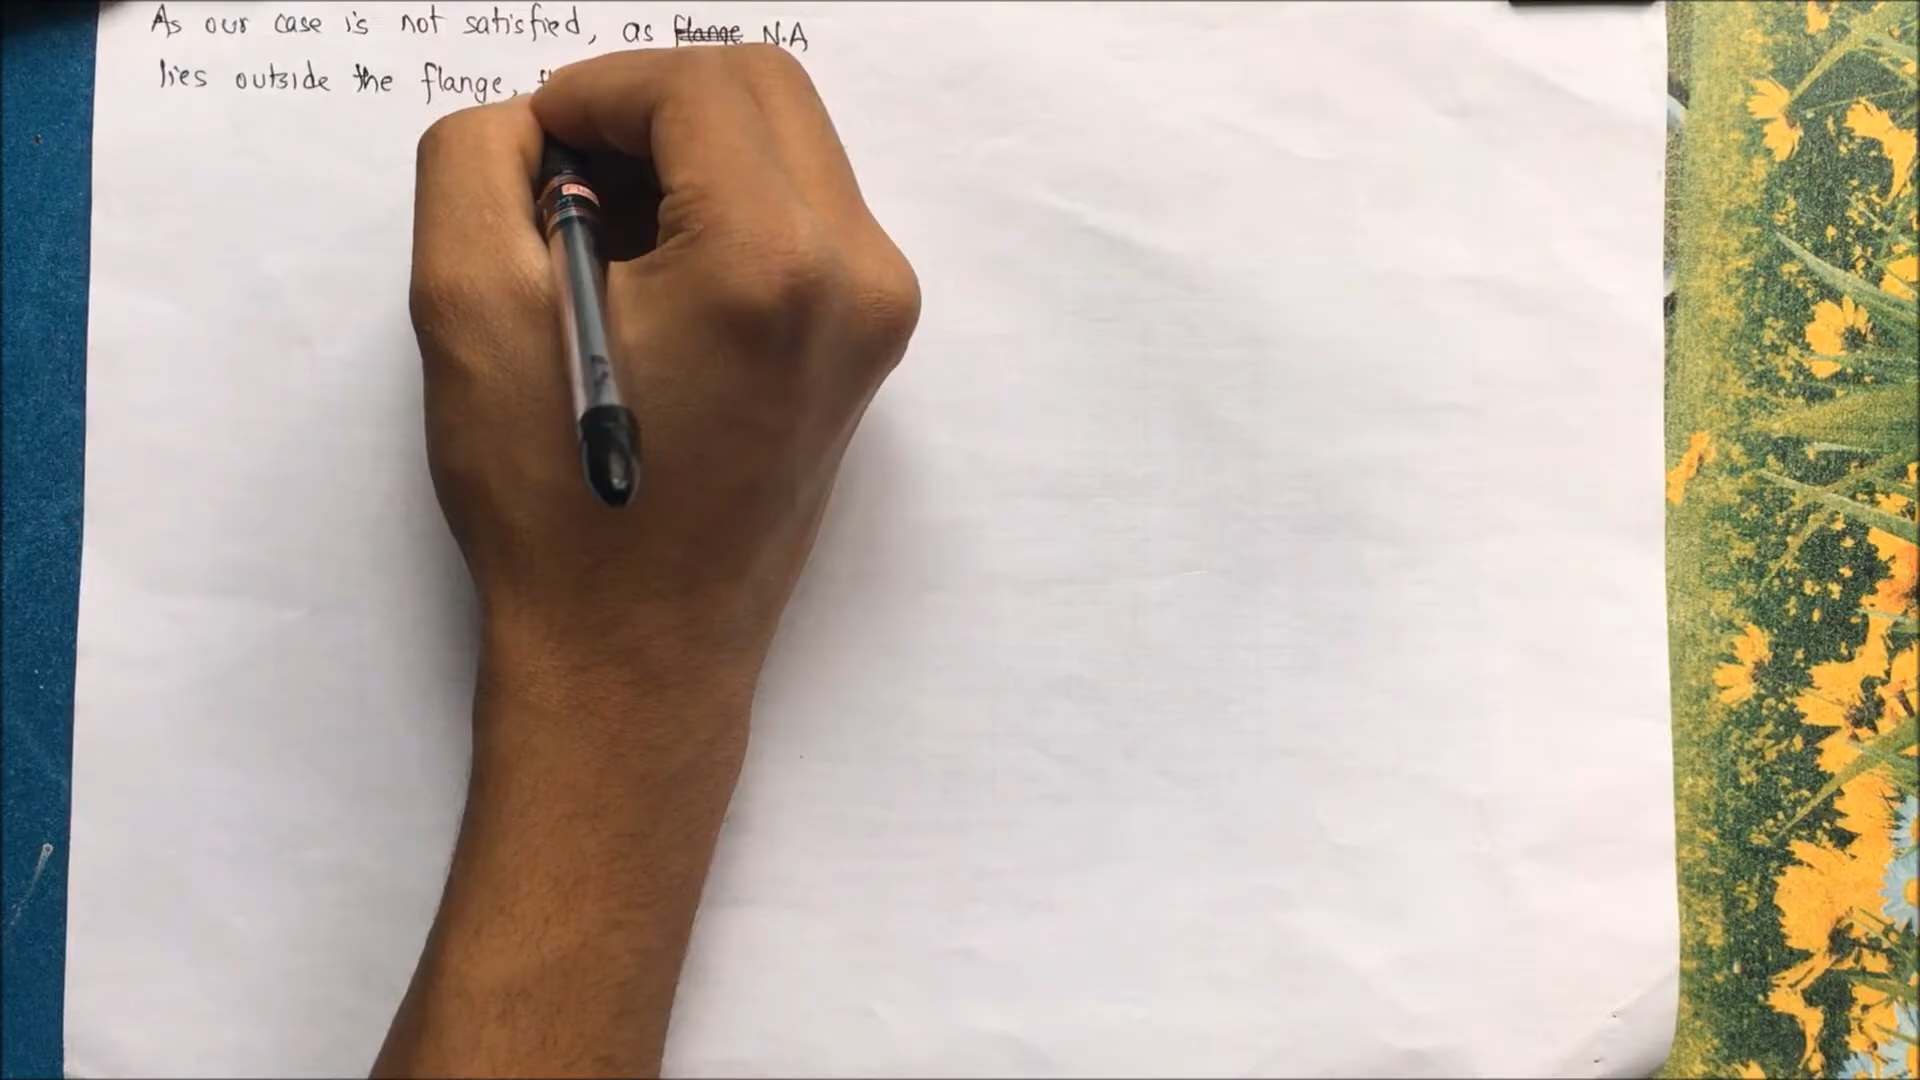 As our case is not satisfied, as flange N.A
lies outside the flange,